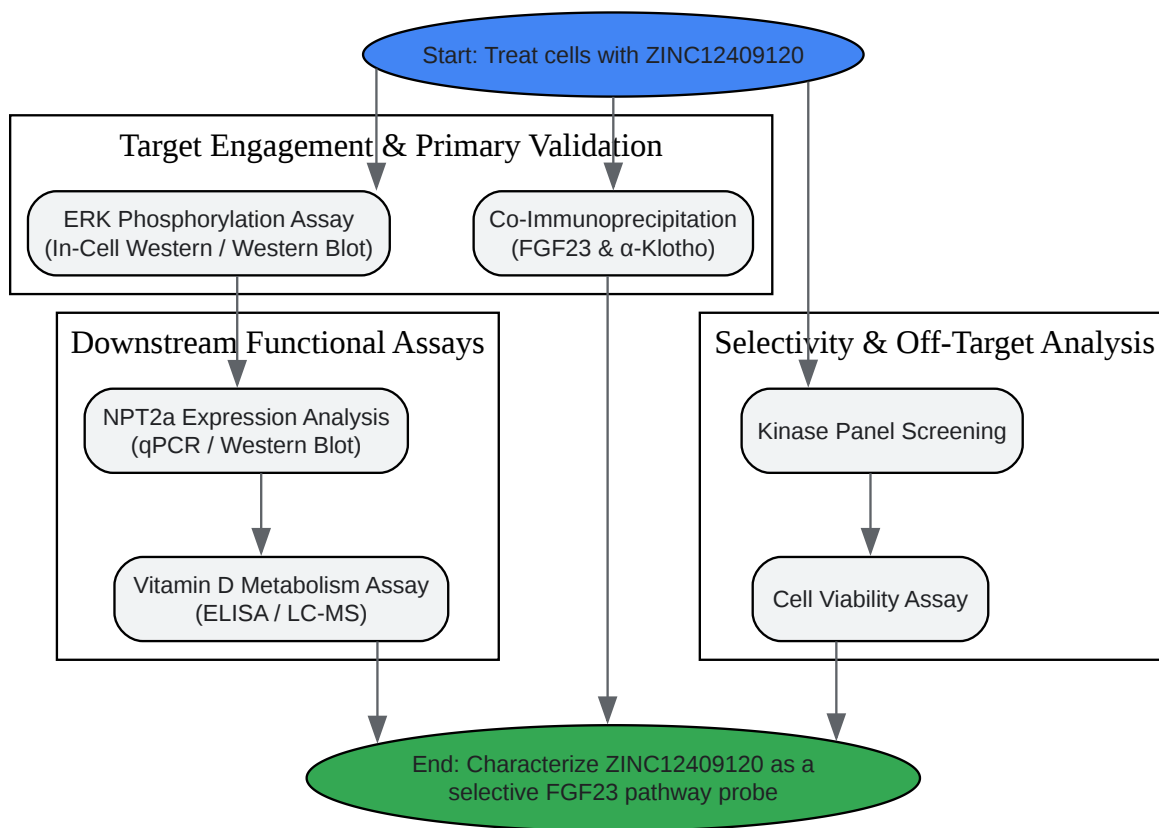 Start: Treat cells with ZINC12409120
Target Engagement & Primary Validation
ERK Phosphorylation Assay
(In-Cell Western / Western Blot)
Co-Immunoprecipitation
(FGF23 & α-Klotho)
Downstream Functional Assays
NPT2a Expression Analysis
(qPCR / Western Blot)
Vitamin D Metabolism Assay
(ELISA / LC-MS)
Selectivity & Off-Target Analysis
Kinase Panel Screening
Cell Viability Assay
End: Characterize ZINC12409120 as a
selective FGF23 pathway probe